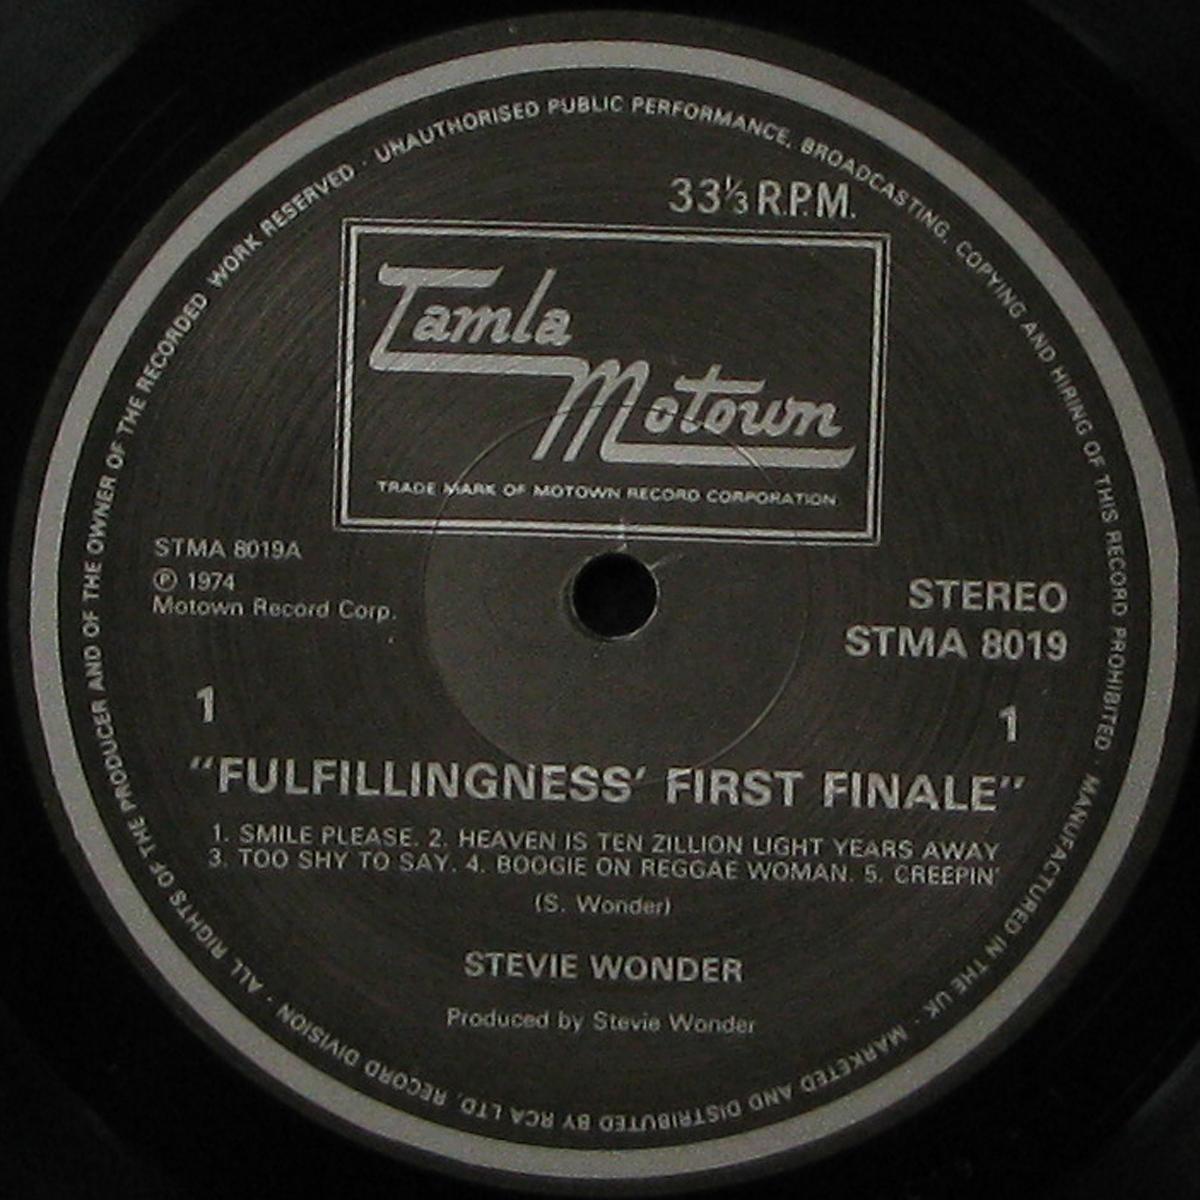 33⅓ R.P.M.
Tamla
Motown
TRADE MARK OF MOTOWN RECORD CORPORATION
STMA 8019A
Ⓟ 1974
Motown Record Corp.
STEREO
STMA 8019
1
1
"FULFILLINGNESS' FIRST FINALE"
1. SMILE PLEASE. 2. HEAVEN IS TEN ZILLION LIGHT YEARS AWAY
3. TOO SHY TO SAY. 4. BOOGIE ON REGGAE WOMAN. 5. CREEPIN'
(S. Wonder)
STEVIE WONDER
Produced by Stevie Wonder
ALL RIGHTS OF THE PRODUCER AND OF THE OWNER OF THE RECORDED WORK RESERVED · UNAUTHORISED PUBLIC PERFORMANCE, BROADCASTING, COPYING AND HIRING OF THIS RECORD PROHIBITED · MANUFACTURED IN THE UK · MARKETED AND DISTRIBUTED BY RCA LTD. RECORD DIVISION ·